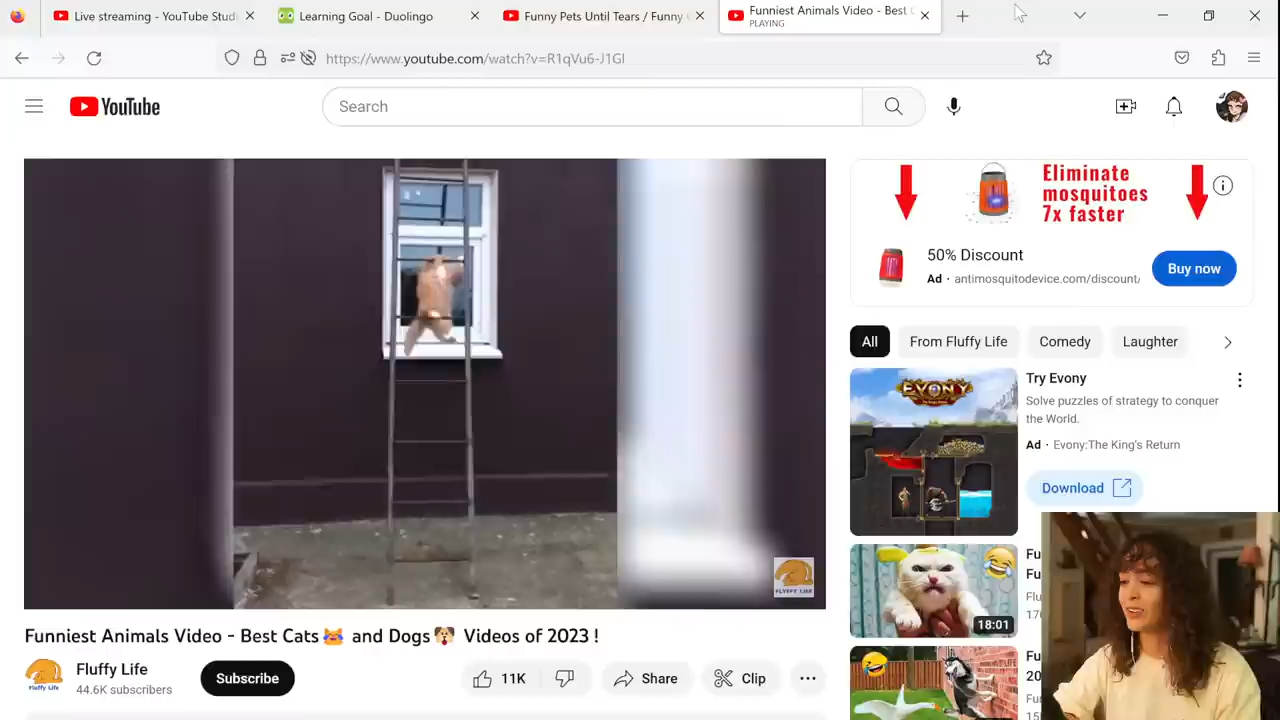 Live streaming - YouTube Studi
Learning Goal - Duolingo
Funny Pets Until Tears / Funny
Funniest Animals Video - Best C
PLAYING
https://www.youtube.com/watch?v=R1qVu6-J1GI
YouTube
Search
Eliminate
mosquitoes
7x faster
50% Discount
Ad · antimosquitodevice.com/discount/
Buy now
All
From Fluffy Life
Comedy
Laughter
EVONY
Try Evony
Solve puzzles of strategy to conquer
the World.
Ad · Evony:The King's Return
Download
FLYFFY LIFE
18:01
Funniest Animals Video - Best Cats😹 and Dogs🐶 Videos of 2023 !
Fluffy Life
Fluffy Life
44.6K subscribers
Subscribe
11K
Share
Clip